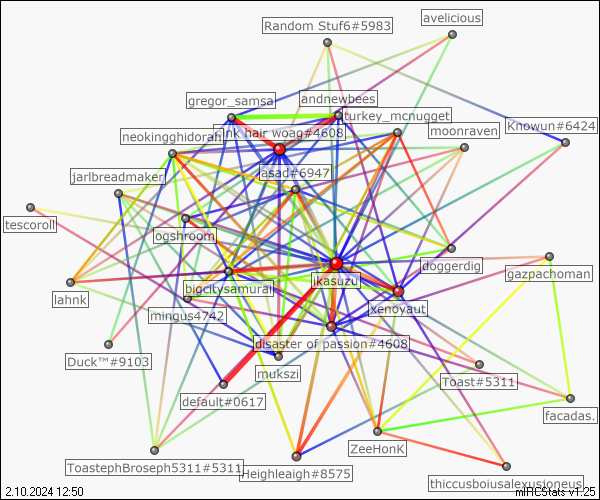 avelicious
Random Stuf6#5983
gregor_samsa
andnewbees
turkey_mcnugget
Knowun#6424
neokingghidorah
pink hair woag#4608
moonraven
asad#6947
jarlbreadmaker
tescoroll
ogshroom
doggerdig
gazpachoman
ikasuzu
bigcitysamurai
lahnk
xenoyaut
mingus4742
disaster of passion#4608
Duck™#9103
mukszi
Toast#5311
default#0617
facadas.
ZeeHonK
ToastephBroseph5311#5311
Heighleaigh#8575
thiccusboiusalexusioneus
2.10.2024 12:50
mIRCStats v1.25